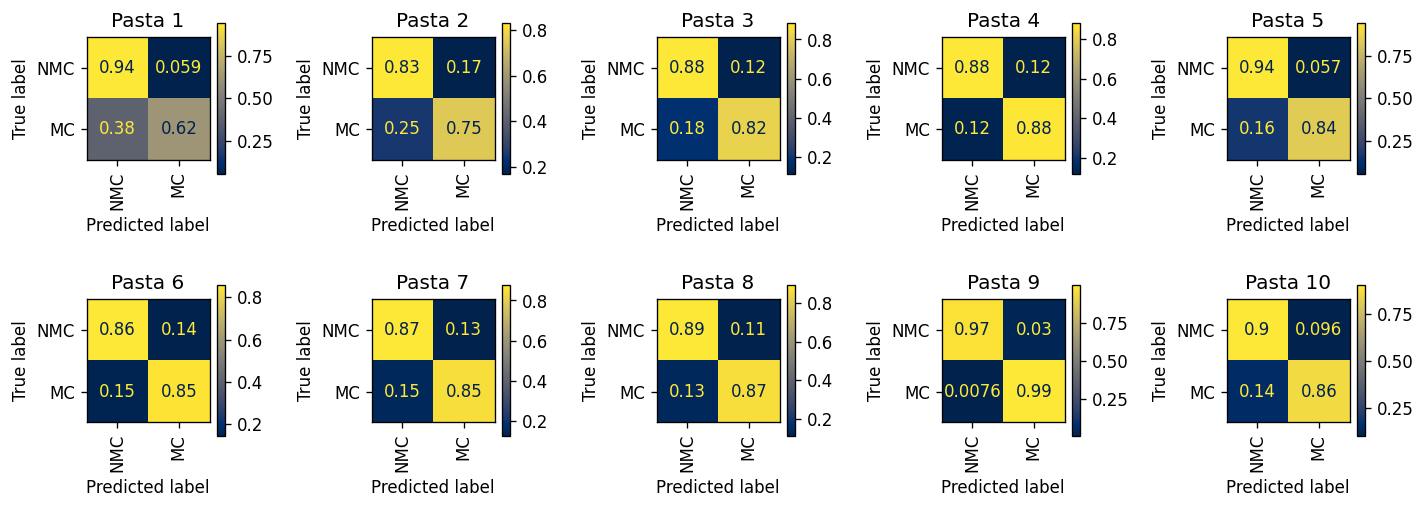 Pasta 1
True label
NMC 0.94 0.059
MC 0.38 0.62
NMC MC
Predicted label
0.75
0.50
0.25
Pasta 2
True label
NMC 0.83 0.17
MC 0.25 0.75
NMC MC
Predicted label
0.8
0.6
0.4
0.2
Pasta 3
True label
NMC 0.88 0.12
MC 0.18 0.82
NMC MC
Predicted label
0.8
0.6
0.4
0.2
Pasta 4
True label
NMC 0.88 0.12
MC 0.12 0.88
NMC MC
Predicted label
0.8
0.6
0.4
0.2
Pasta 5
True label
NMC 0.94 0.057
MC 0.16 0.84
NMC MC
Predicted label
0.75
0.50
0.25
Pasta 6
True label
NMC 0.86 0.14
MC 0.15 0.85
NMC MC
Predicted label
0.8
0.6
0.4
0.2
Pasta 7
True label
NMC 0.87 0.13
MC 0.15 0.85
NMC MC
Predicted label
0.8
0.6
0.4
0.2
Pasta 8
True label
NMC 0.89 0.11
MC 0.13 0.87
NMC MC
Predicted label
0.8
0.6
0.4
0.2
Pasta 9
True label
NMC 0.97 0.03
MC 0.0076 0.99
NMC MC
Predicted label
0.75
0.50
0.25
Pasta 10
True label
NMC 0.9 0.096
MC 0.14 0.86
NMC MC
Predicted label
0.75
0.50
0.25